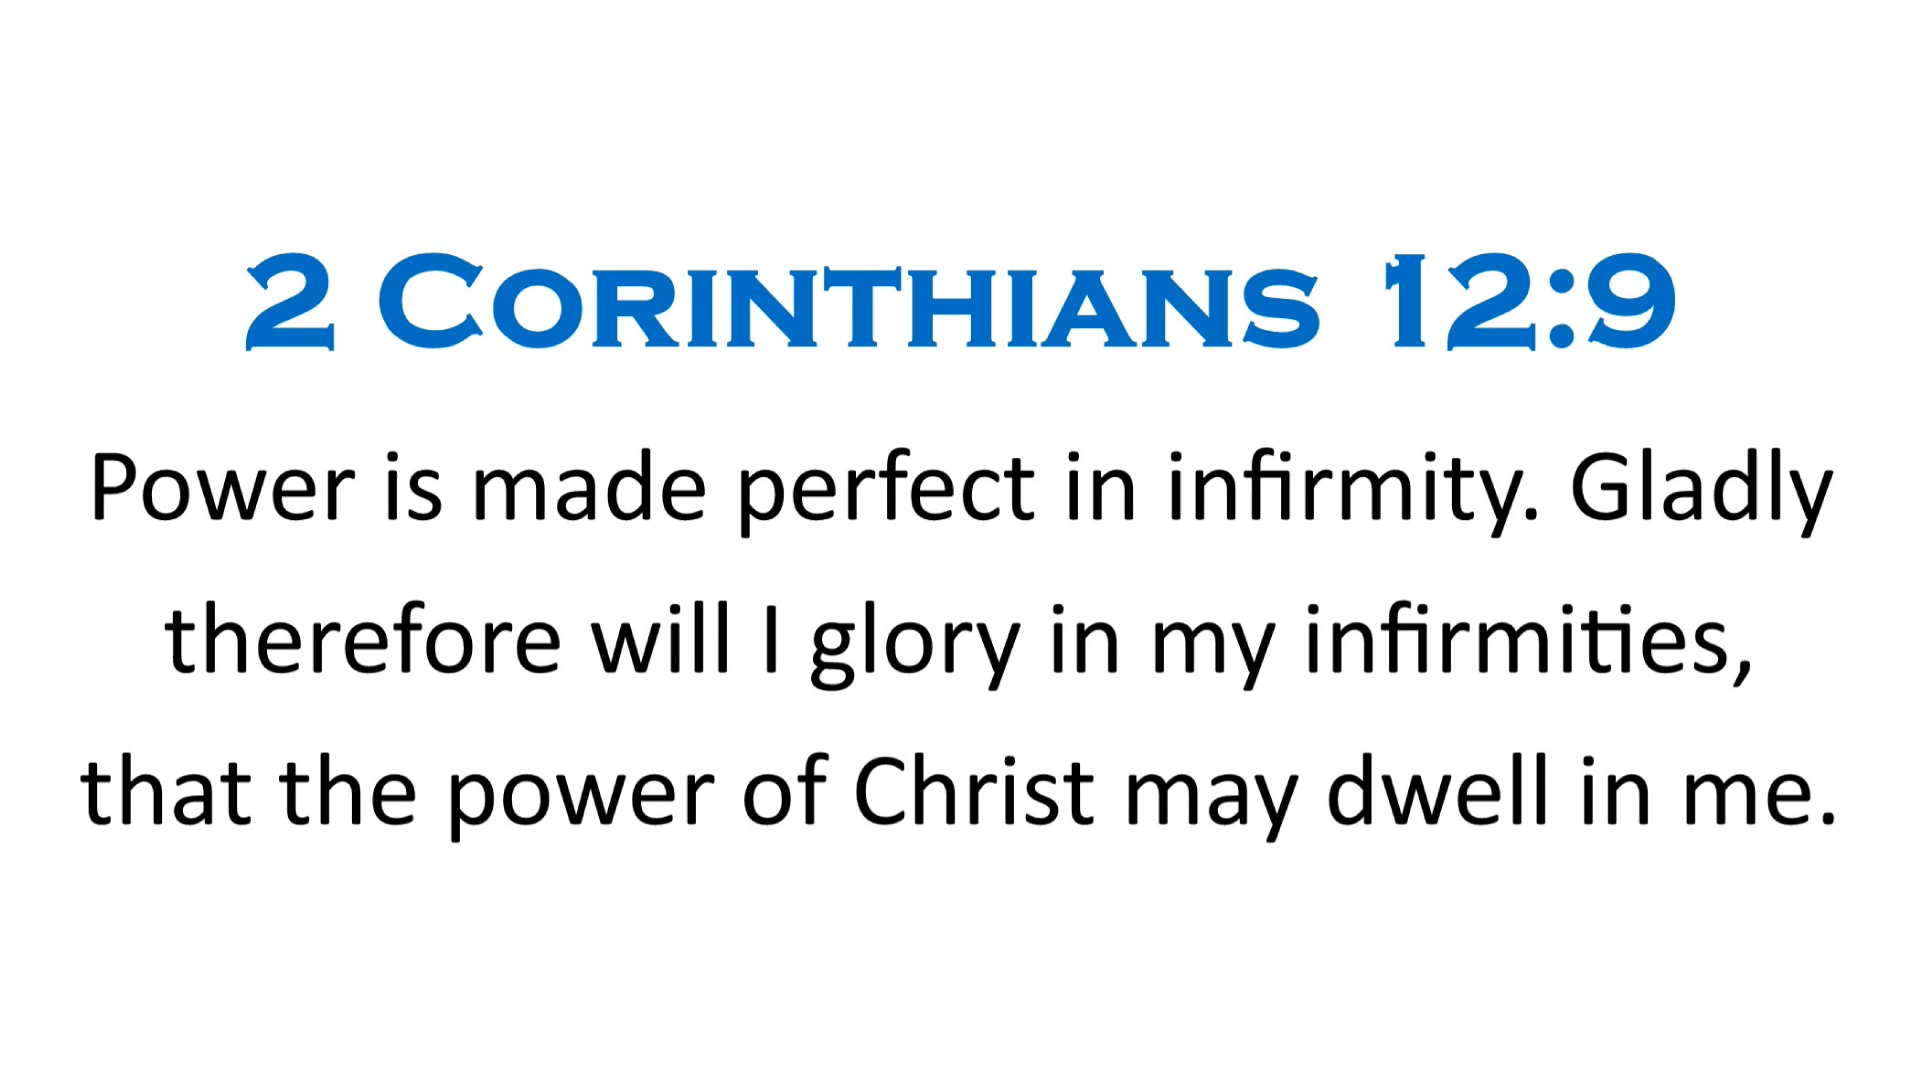 2 Corinthians 12:9
Power is made perfect in infirmity. Gladly
therefore will I glory in my infirmities,
that the power of Christ may dwell in me.